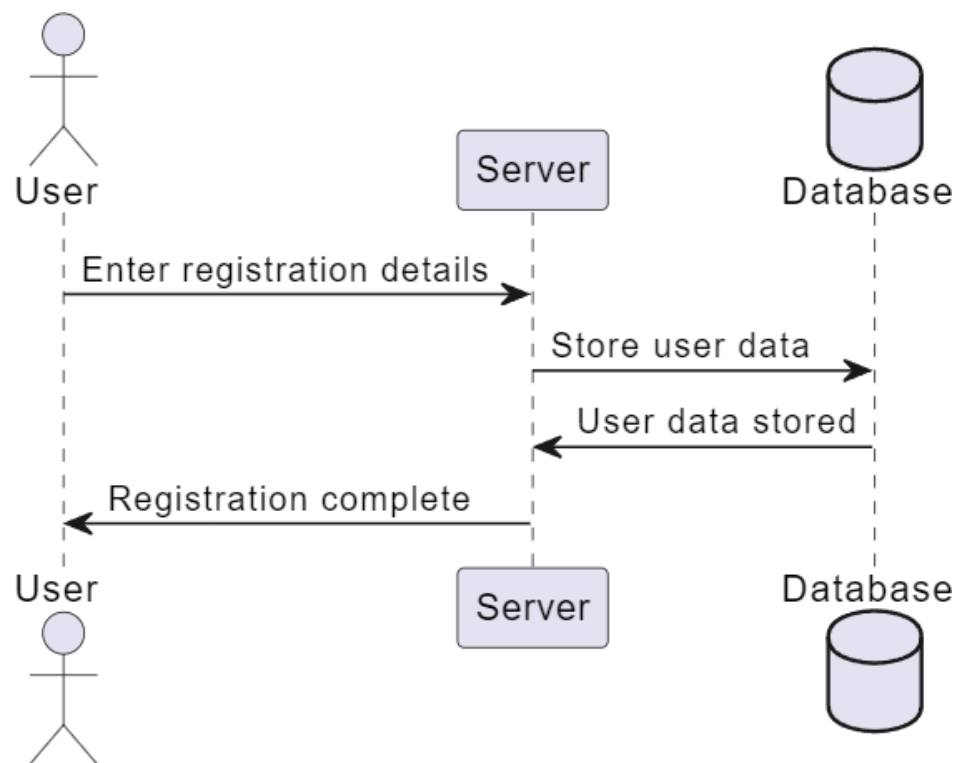 User
Server
Database
Enter registration details
Store user data
User data stored
Registration complete
User
Server
Database